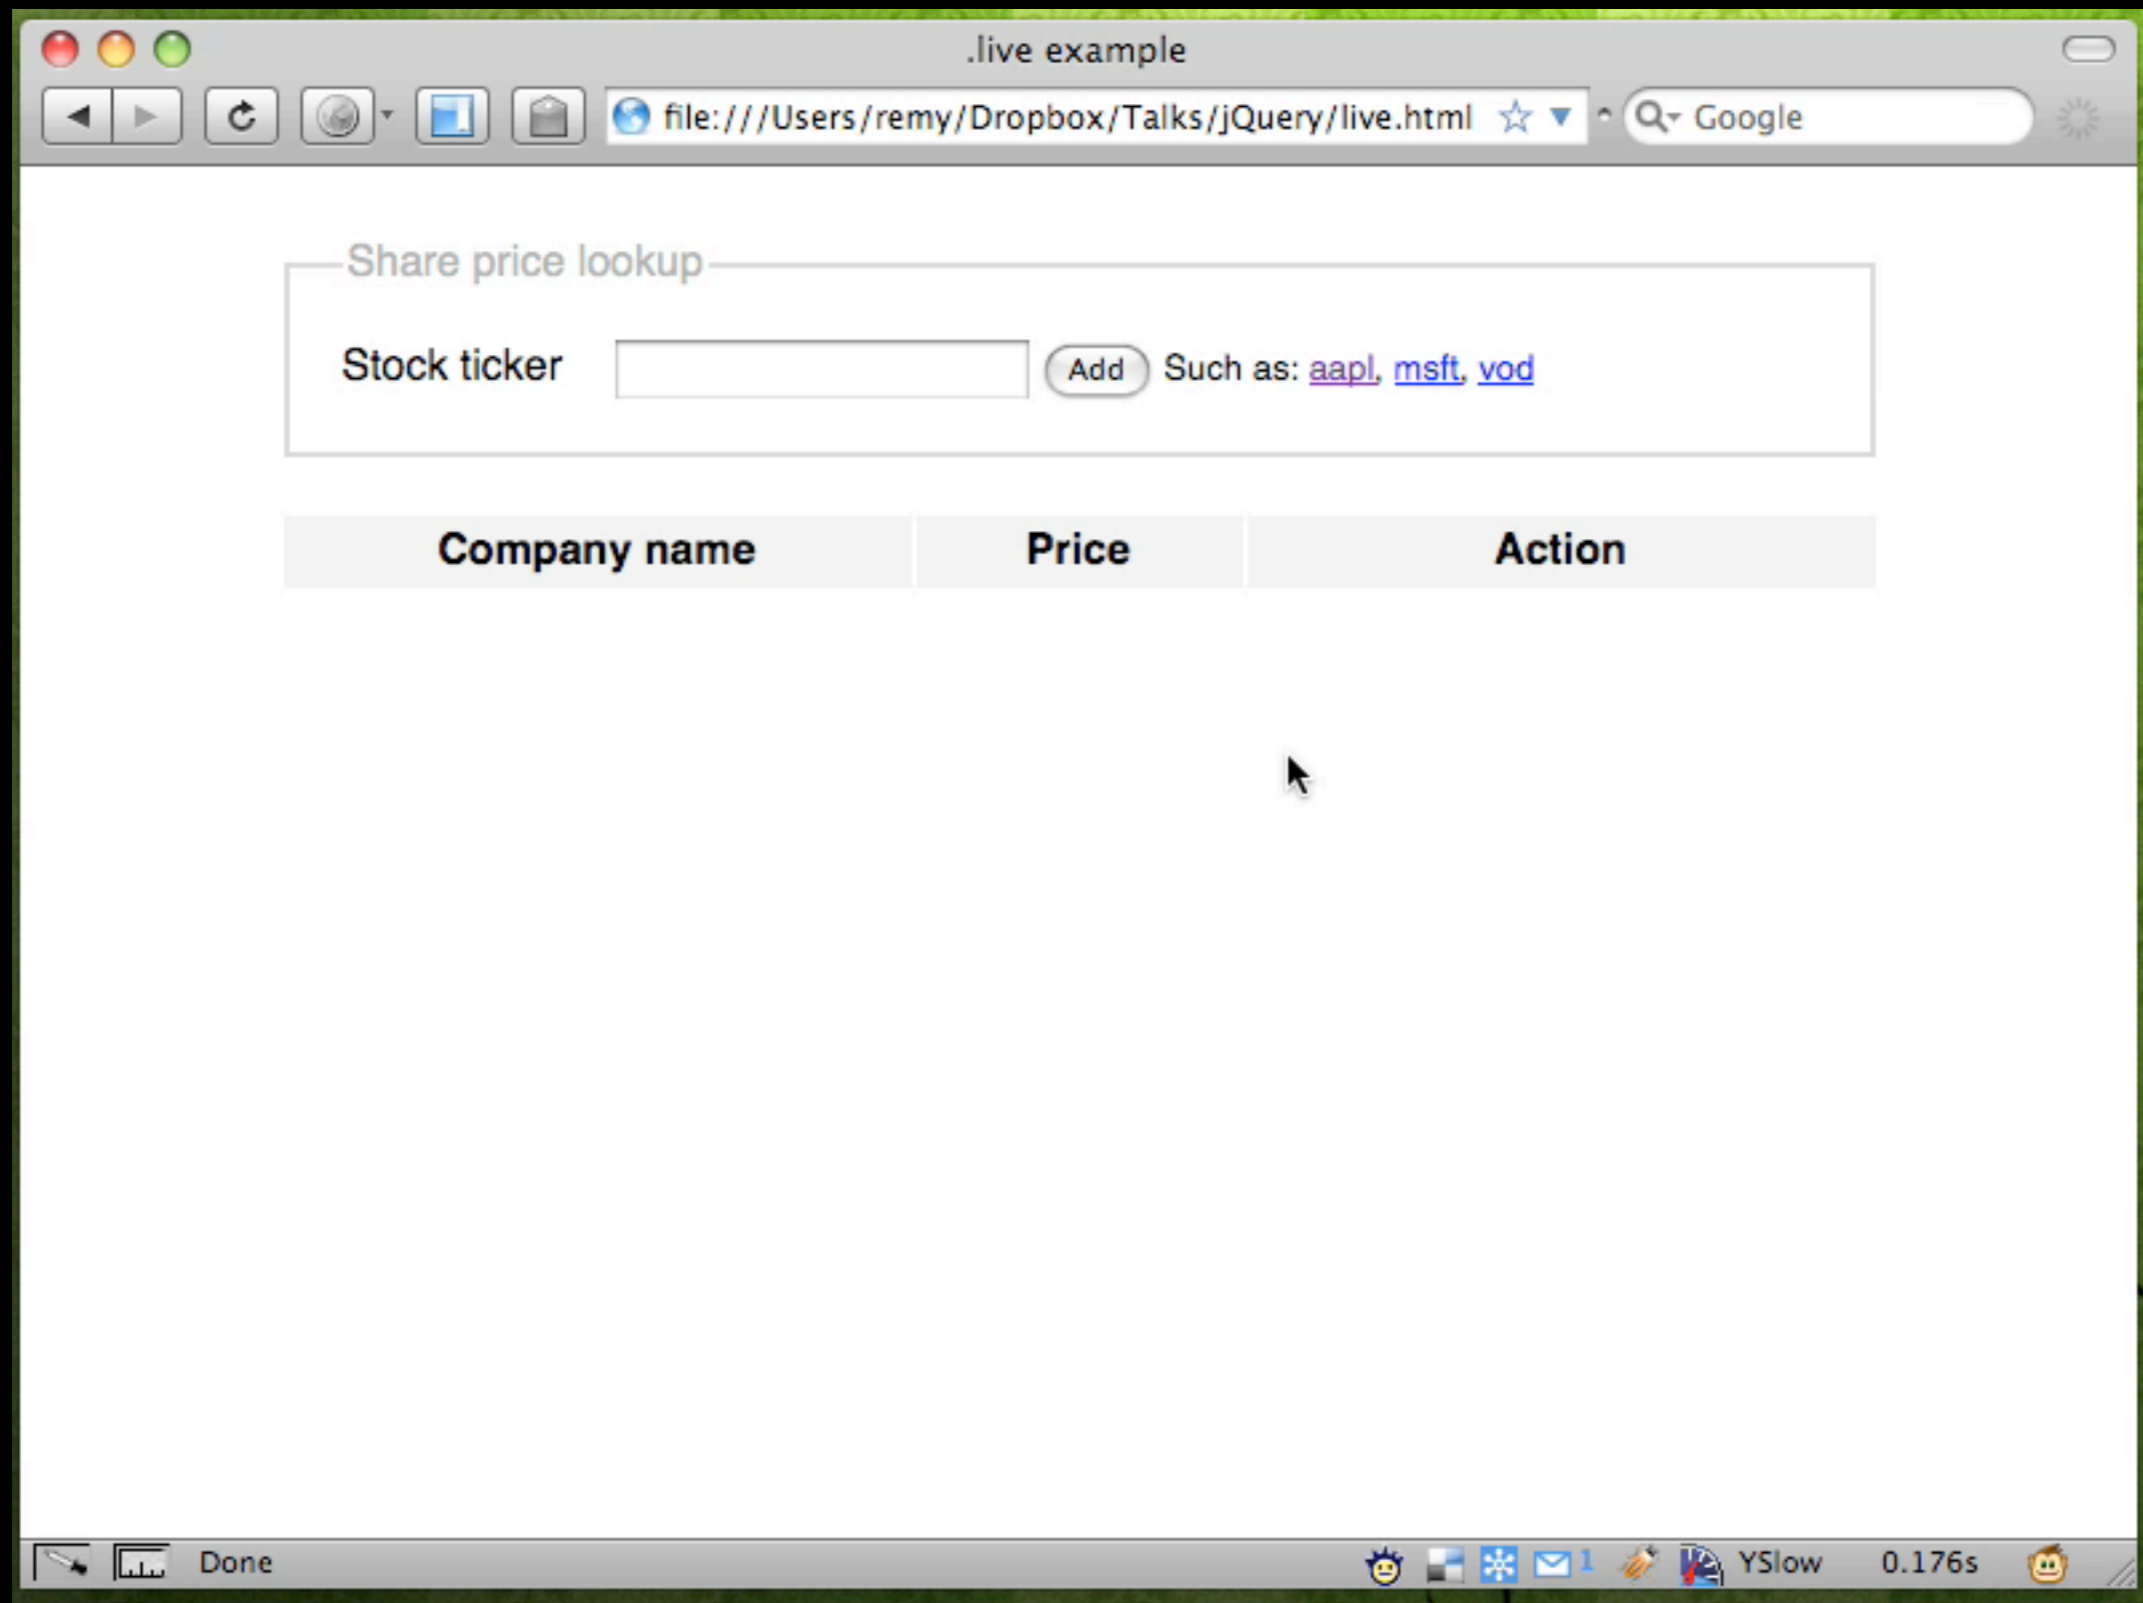 .live example
file:///Users/remy/Dropbox/Talks/jQuery/live.html Google
Share price lookup
Stock ticker Add Such as: aapl, msft, vod
Company name Price Action
Done 1 YSlow 0.176s